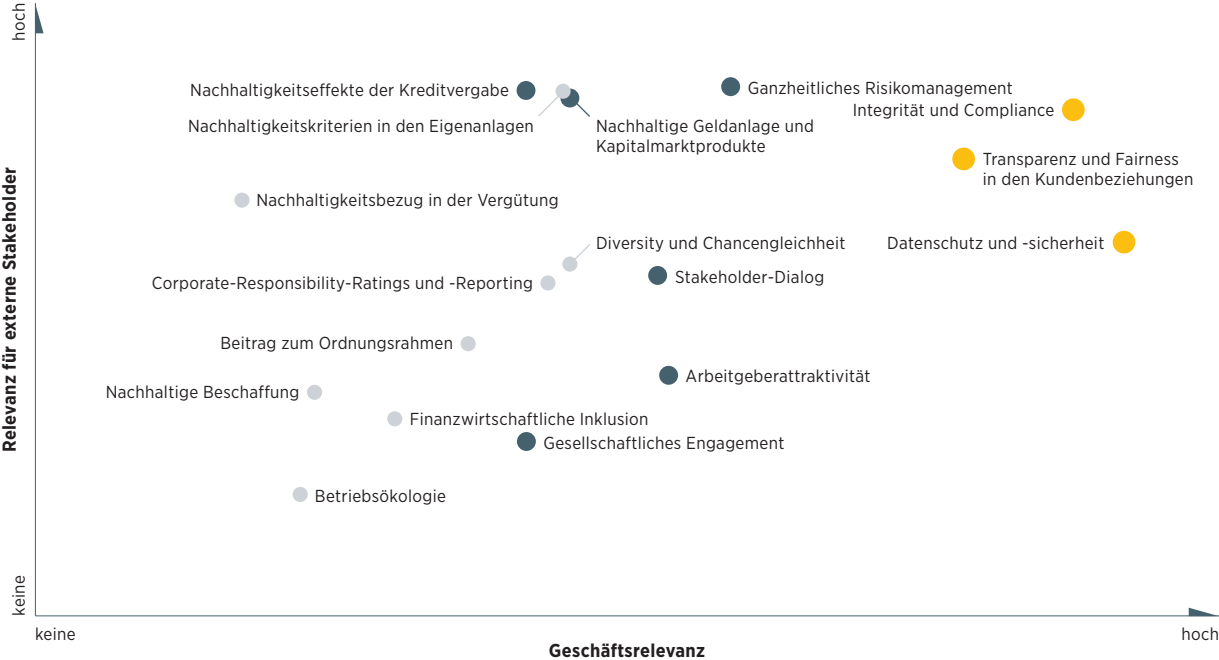 hoch
Nachhaltigkeitseffekte der Kreditvergabe
Ganzheitliches Risikomanagement
Integrität und Compliance
Nachhaltigkeitskriterien in den Eigenanlagen
Nachhaltige Geldanlage und
Kapitalmarktprodukte
Transparenz und Fairness
in den Kundenbeziehungen
Nachhaltigkeitsbezug in der Vergütung
Diversity und Chancengleichheit
Datenschutz und -sicherheit
Stakeholder-Dialog
Corporate-Responsibility-Ratings und -Reporting
Beitrag zum Ordnungsrahmen
Arbeitgeberattraktivität
Nachhaltige Beschaffung
Finanzwirtschaftliche Inklusion
Gesellschaftliches Engagement
Betriebsökologie
Relevanz für externe Stakeholder
keine
keine
hoch
Geschäftsrelevanz